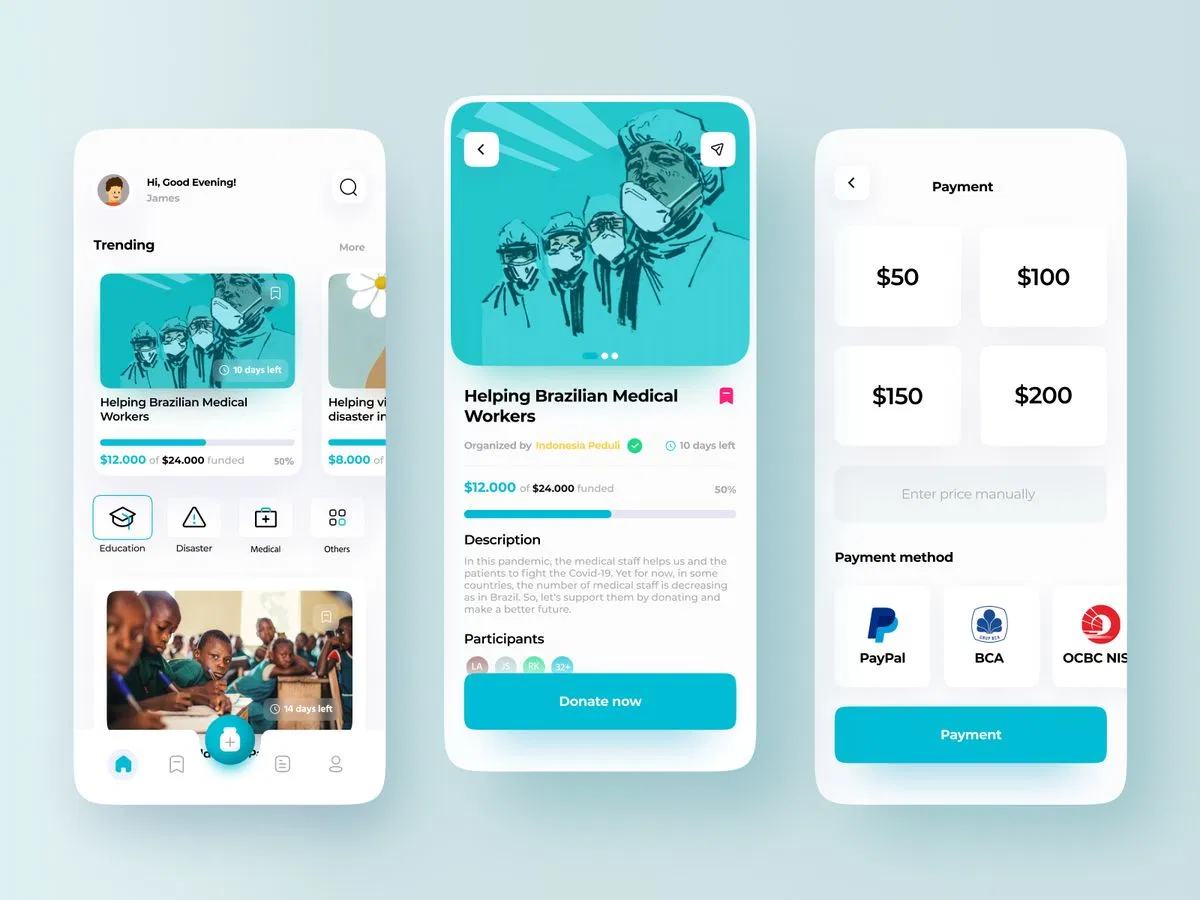 Hi, Good Evening!
James
Trending
More
10 days left
Helping Brazilian Medical
Workers
$12.000 of $24.000 funded
50%
Helping vi
disaster in
$8.000 of
Education
Disaster
Medical
Others
14 days left
Helping Brazilian Medical
Workers
Organized by Indonesia Peduli
10 days left
$12.000 of $24.000 funded
50%
Description
In this pandemic, the medical staff helps us and the
patients to fight the Covid-19. Yet for now, in some
countries, the number of medical staff is decreasing
as in Brazil. So, let's support them by donating and
make a better future.
Participants
LA
JS
RK
32+
Donate now
Payment
$50
$100
$150
$200
Enter price manually
Payment method
PayPal
BCA
OCBC NIS
Payment